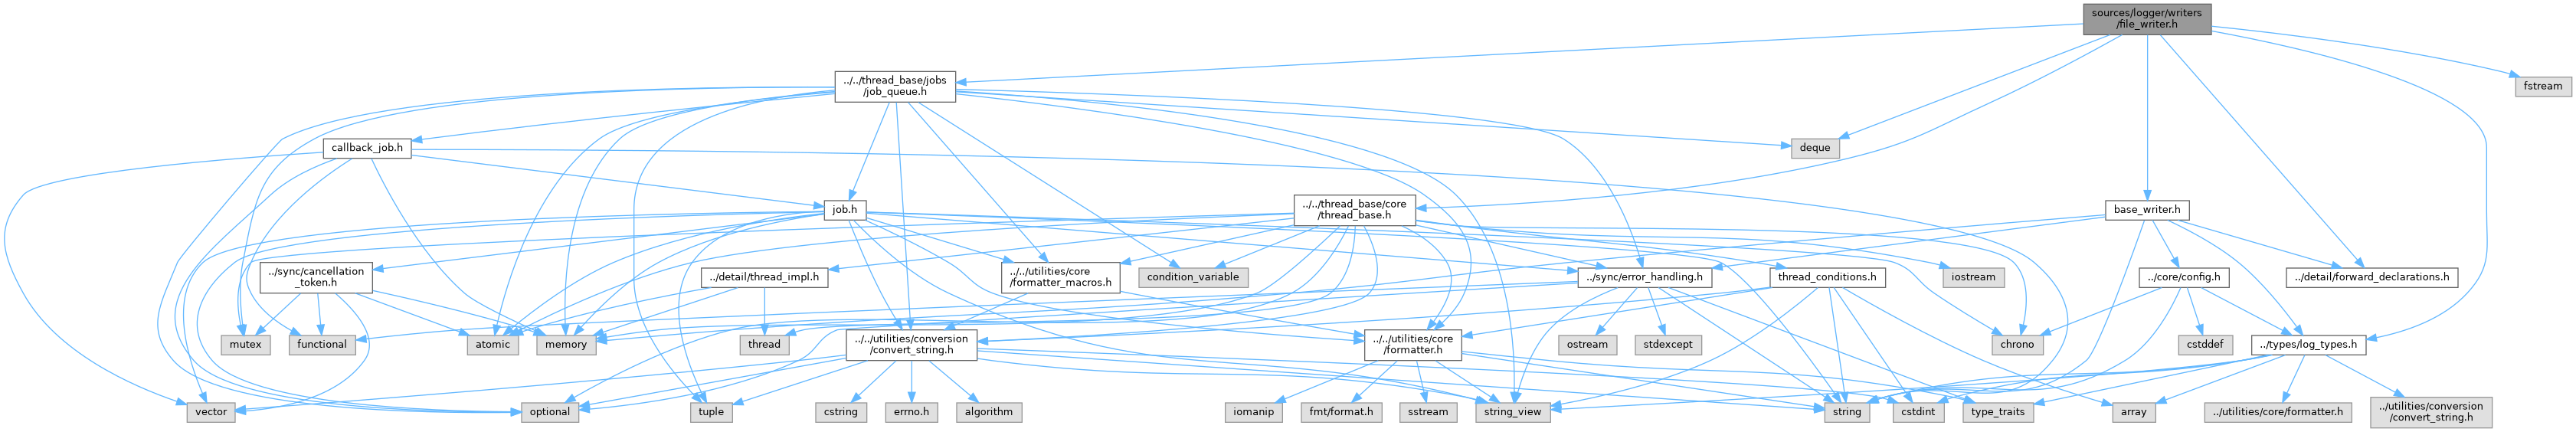 sources/logger/writers
/file_writer.h
../../thread_base/jobs
/job_queue.h
fstream
callback_job.h
deque
job.h
../../thread_base/core
/thread_base.h
base_writer.h
../sync/cancellation
_token.h
../detail/thread_impl.h
../../utilities/core
/formatter_macros.h
condition_variable
../sync/error_handling.h
thread_conditions.h
iostream
../core/config.h
../detail/forward_declarations.h
mutex
functional
atomic
memory
thread
../../utilities/conversion
/convert_string.h
../../utilities/core
/formatter.h
ostream
stdexcept
chrono
cstddef
../types/log_types.h
vector
optional
tuple
cstring
errno.h
algorithm
iomanip
fmt/format.h
sstream
string_view
string
cstdint
type_traits
array
../utilities/core/formatter.h
../utilities/conversion
/convert_string.h